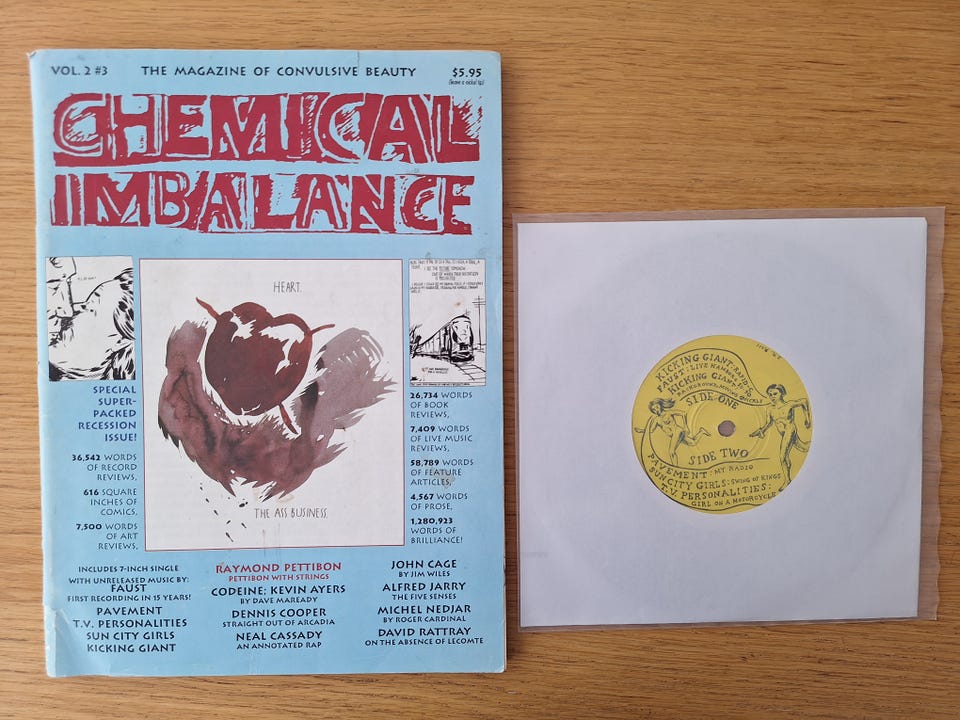 VOL. 2 #3 THE MAGAZINE OF CONVULSIVE BEAUTY $5.95
CHEMICAL
IMBALANCE
HEART.
THE ASS BUSINESS.
SPECIAL
SUPER-
PACKED
RECESSION
ISSUE!
36,542 WORDS
OF RECORD
REVIEWS,
616 SQUARE
INCHES OF
COMICS,
7,500 WORDS
OF ART
REVIEWS,
26,734 WORDS
OF BOOK
REVIEWS,
7,409 WORDS
OF LIVE MUSIC
REVIEWS,
58,789 WORDS
OF FEATURE
ARTICLES,
4,567 WORDS
OF PROSE,
1,280,923
WORDS OF
BRILLIANCE!
INCLUDES 7-INCH SINGLE
WITH UNRELEASED MUSIC BY:
FAUST
FIRST RECORDING IN 15 YEARS!
PAVEMENT
T.V. PERSONALITIES
SUN CITY GIRLS
KICKING GIANT
RAYMOND PETTIBON
PETTIBON WITH STRINGS
CODEINE; KEVIN AYERS
BY DAVE MAREADY
DENNIS COOPER
STRAIGHT OUT OF ARCADIA
NEAL CASSADY
AN ANNOTATED RAP
JOHN CAGE
BY JIM WILES
ALFRED JARRY
THE FIVE SENSES
MICHEL NEDJAR
BY ROGER CARDINAL
DAVID RATTRAY
ON THE ABSENCE OF LECOMTE
KICKING GIANT:
FAUST: LIVE HAMBURG
KICKING GIANT:
SIDE ONE
SIDE TWO
PAVEMENT: MY RADIO
SUN CITY GIRLS: SWING OF KINGS
T.V. PERSONALITIES:
GIRL ON A MOTORCYCLE